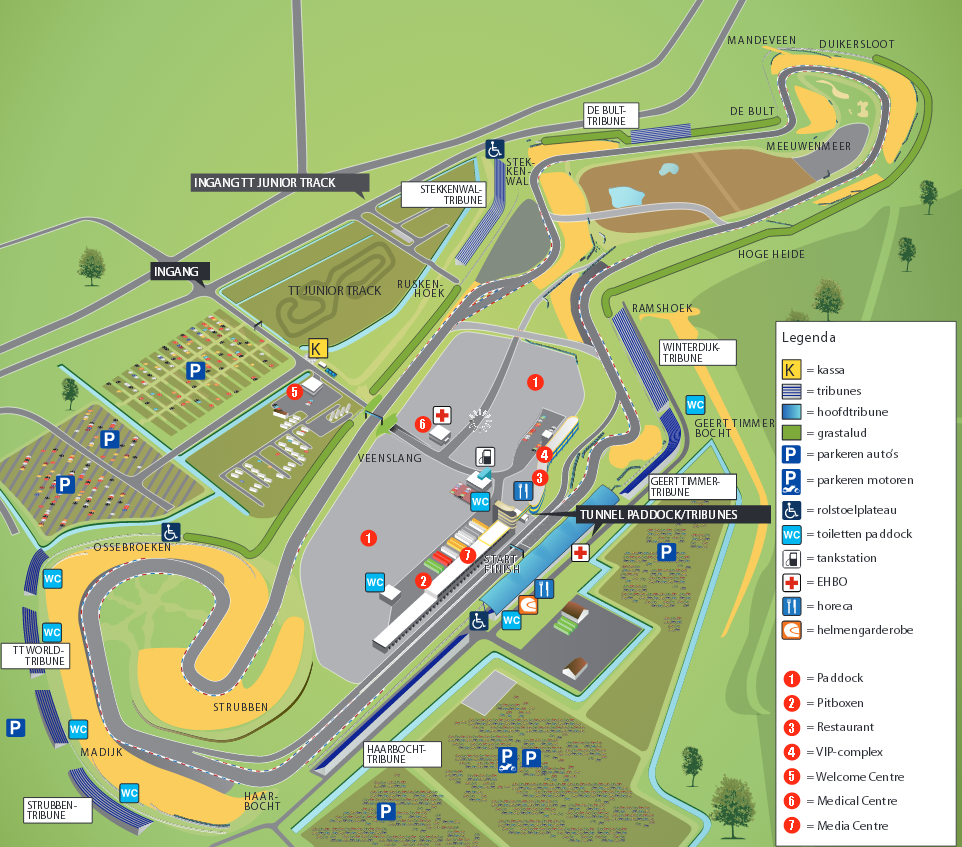 MANDEVEEN
DUIKERSLOOT
DE BULT-
TRIBUNE
DE BULT
MEEUWENMEER
STEK-
KEN-
WAL
INGANG TT JUNIOR TRACK
STEKKENWAL-
TRIBUNE
HOGE HEIDE
INGANG
TT JUNIOR TRACK
RUSKEN-
HOEK
RAMSHOEK
K
P
5
1
WINTERDIJK-
TRIBUNE
WC
GEERT TIMMER
BOCHT
6
P
VEENSLANG
4
3
P
GEERT TIMMER-
TRIBUNE
WC
TUNNEL PADDOCK/TRIBUNES
1
OSSEBROEKEN
START
FINISH
7
P
WC
WC
2
WC
WC
TT WORLD-
TRIBUNE
STRUBBEN
P
WC
MADIJK
HAARBOCHT-
TRIBUNE
P
P
WC
HAAR-
BOCHT
STRUBBEN-
TRIBUNE
P
Legenda
K = kassa
= tribunes
= hoofdtribune
= grastalud
P = parkeren auto's
P = parkeren motoren
= rolstoelplateau
WC = toiletten paddock
= tankstation
= EHBO
= horeca
= helmengarderobe
1 = Paddock
2 = Pitboxen
3 = Restaurant
4 = VIP-complex
5 = Welcome Centre
6 = Medical Centre
7 = Media Centre